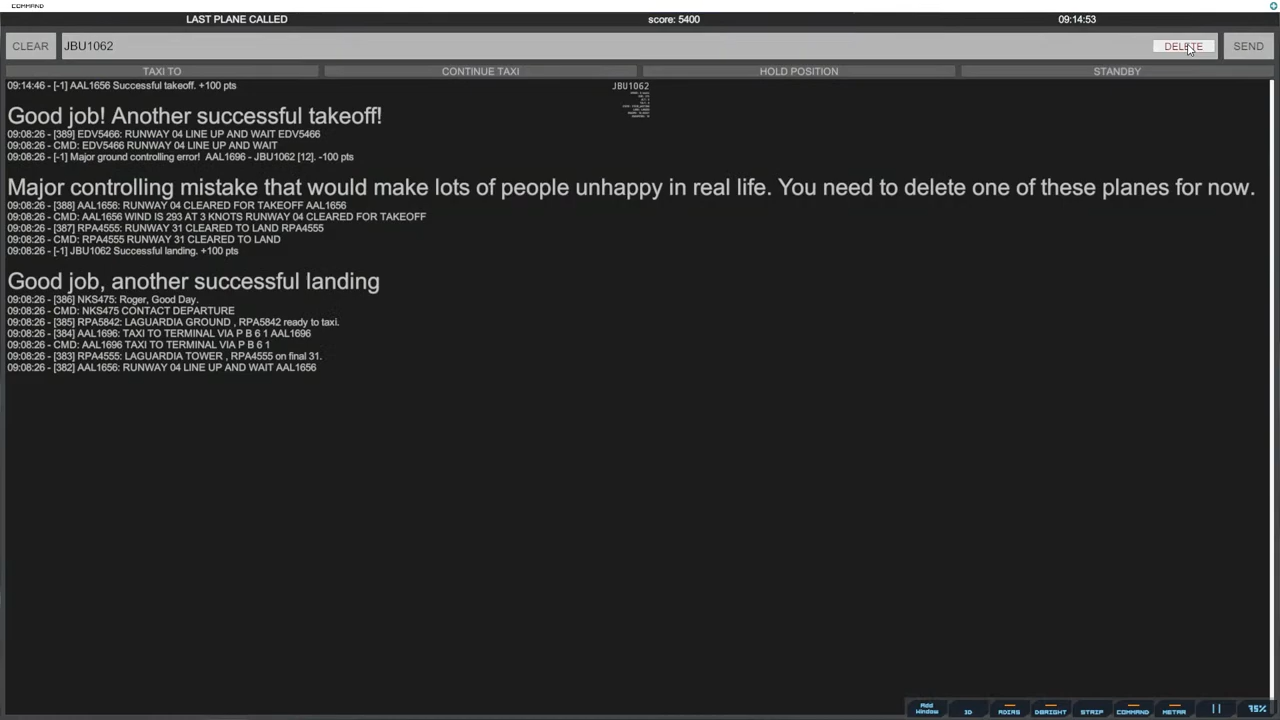 COMMAND
LAST PLANE CALLED
score: 5400
09:14:53
CLEAR
JBU1062
DELETE
SEND
TAXI TO
CONTINUE TAXI
HOLD POSITION
STANDBY
09:14:46 - [-1] AAL1656 Successful takeoff. +100 pts
JBU1062
Good job! Another successful takeoff!
09:08:26 - [389] EDV5466: RUNWAY 04 LINE UP AND WAIT EDV5466
09:08:26 - CMD: EDV5466 RUNWAY 04 LINE UP AND WAIT
09:08:26 - [-1] Major ground controlling error!  AAL1696 - JBU1062 [12]. -100 pts
Major controlling mistake that would make lots of people unhappy in real life. You need to delete one of these planes for now.
09:08:26 - [388] AAL1656: RUNWAY 04 CLEARED FOR TAKEOFF AAL1656
09:08:26 - CMD: AAL1656 WIND IS 293 AT 3 KNOTS RUNWAY 04 CLEARED FOR TAKEOFF
09:08:26 - [387] RPA4555: RUNWAY 31 CLEARED TO LAND RPA4555
09:08:26 - CMD: RPA4555 RUNWAY 31 CLEARED TO LAND
09:08:26 - [-1] JBU1062 Successful landing. +100 pts
Good job, another successful landing
09:08:26 - [386] NKS475: Roger, Good Day.
09:08:26 - CMD: NKS475 CONTACT DEPARTURE
09:08:26 - [385] RPA5842: LAGUARDIA GROUND , RPA5842 ready to taxi.
09:08:26 - [384] AAL1696: TAXI TO TERMINAL VIA P B 6 1 AAL1696
09:08:26 - CMD: AAL1696 TAXI TO TERMINAL VIA P B 6 1
09:08:26 - [383] RPA4555: LAGUARDIA TOWER , RPA4555 on final 31.
09:08:26 - [382] AAL1656: RUNWAY 04 LINE UP AND WAIT AAL1656
Add
Window
3D
ADIRS
DBRIGHT
STRIP
COMMAND
METAR
75%